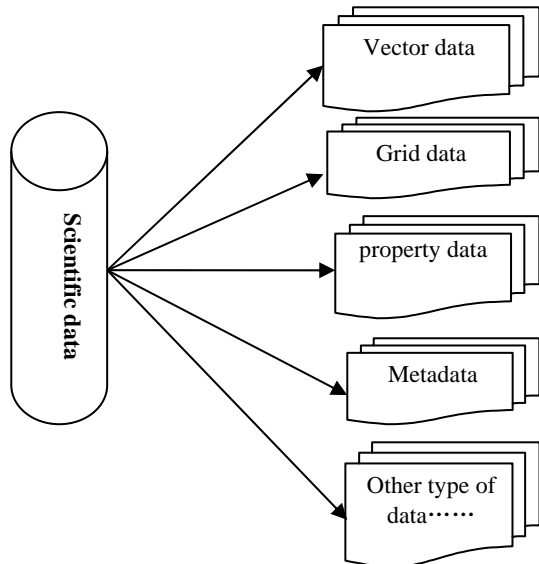 Vector data
Grid data
Scientific data
property data
Metadata
Other type of
data……